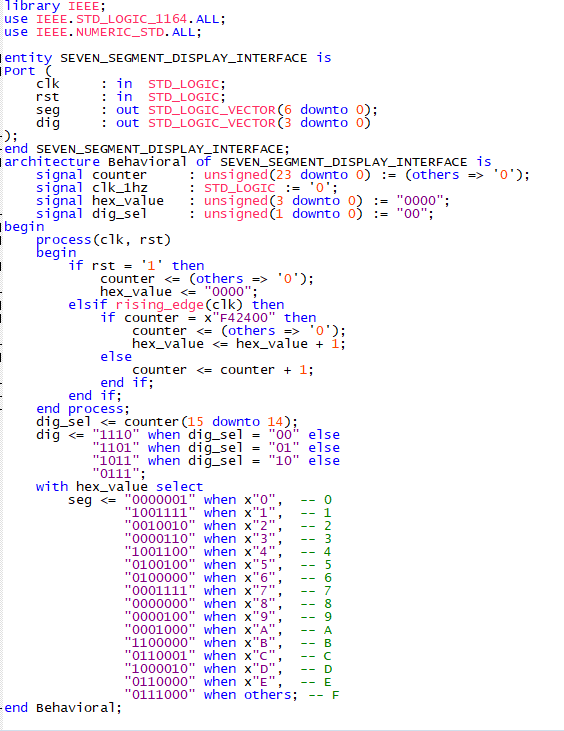 library IEEE;
use IEEE.STD_LOGIC_1164.ALL;
use IEEE.NUMERIC_STD.ALL;

entity SEVEN_SEGMENT_DISPLAY_INTERFACE is
Port (
    clk     : in  STD_LOGIC;
    rst     : in  STD_LOGIC;
    seg     : out STD_LOGIC_VECTOR(6 downto 0);
    dig     : out STD_LOGIC_VECTOR(3 downto 0)
);
end SEVEN_SEGMENT_DISPLAY_INTERFACE;
architecture Behavioral of SEVEN_SEGMENT_DISPLAY_INTERFACE is
    signal counter     : unsigned(23 downto 0) := (others => '0');
    signal clk_1hz     : STD_LOGIC := '0';
    signal hex_value   : unsigned(3 downto 0) := "0000";
    signal dig_sel     : unsigned(1 downto 0) := "00";
begin
    process(clk, rst)
    begin
        if rst = '1' then
            counter <= (others => '0');
            hex_value <= "0000";
        elsif rising_edge(clk) then
            if counter = x"F42400" then
                counter <= (others => '0');
                hex_value <= hex_value + 1;
            else
                counter <= counter + 1;
            end if;
        end if;
    end process;
    dig_sel <= counter(15 downto 14);
    dig <= "1110" when dig_sel = "00" else
           "1101" when dig_sel = "01" else
           "1011" when dig_sel = "10" else
           "0111";
    with hex_value select
        seg <= "0000001" when x"0",  -- 0
               "1001111" when x"1",  -- 1
               "0010010" when x"2",  -- 2
               "0000110" when x"3",  -- 3
               "1001100" when x"4",  -- 4
               "0100100" when x"5",  -- 5
               "0100000" when x"6",  -- 6
               "0001111" when x"7",  -- 7
               "0000000" when x"8",  -- 8
               "0000100" when x"9",  -- 9
               "0001000" when x"A",  -- A
               "1100000" when x"B",  -- B
               "0110001" when x"C",  -- C
               "1000010" when x"D",  -- D
               "0110000" when x"E",  -- E
               "0111000" when others; -- F
end Behavioral;